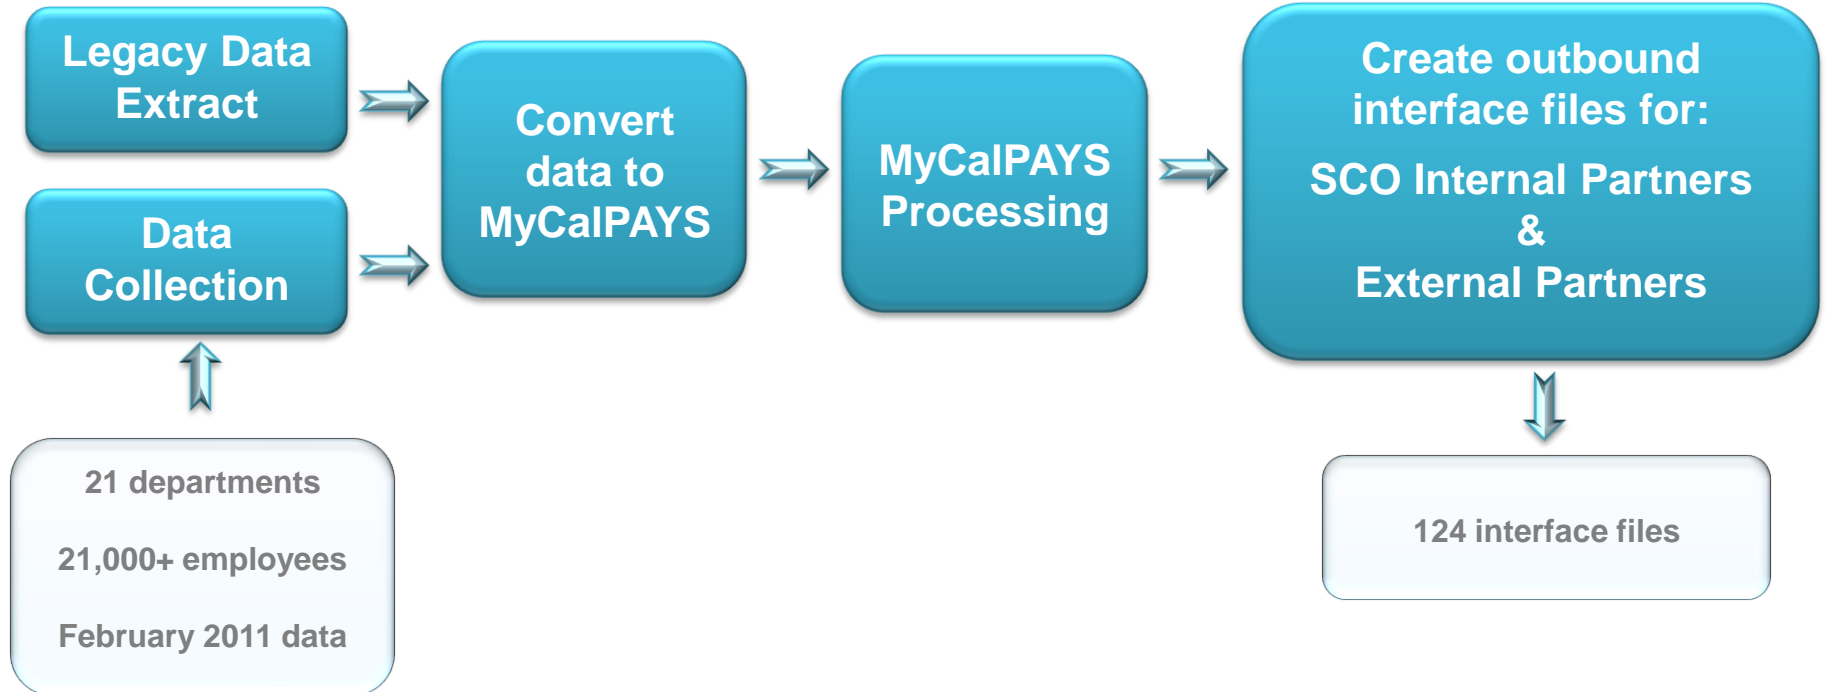 Legacy Data
Extract
Data
Collection
21 departments
21,000+ employees
February 2011 data
Convert
data to
MyCalPAYS
MyCalPAYS
Processing
Create outbound
interface files for:
SCO Internal Partners
&
External Partners
124 interface files